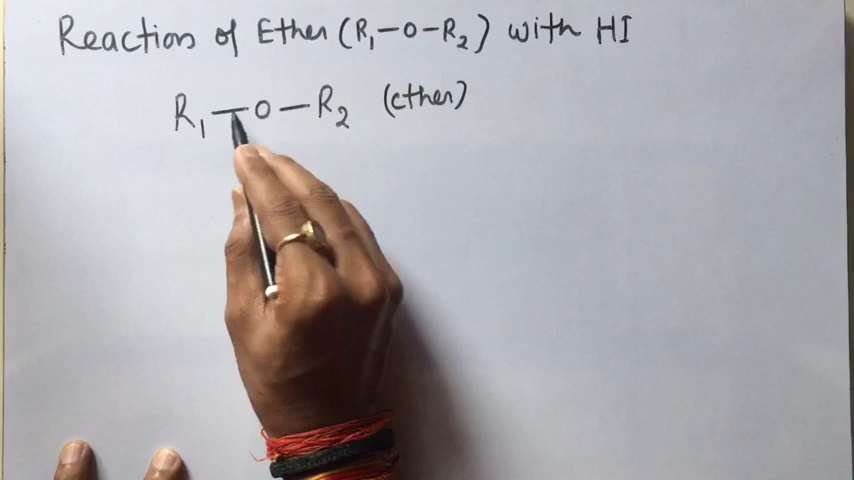 Reaction of Ether (R₁-O-R₂) with HI
R₁-O-R₂ (ether)